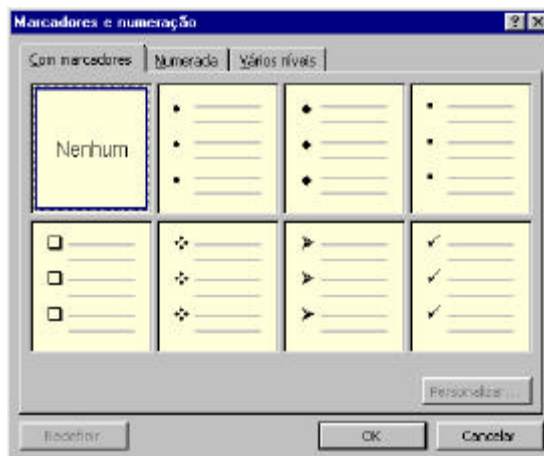 Marcadores e numeração
Com marcadores Numerada Vários níveis
Nenhum
Personalizar...
Redefinir OK Cancelar